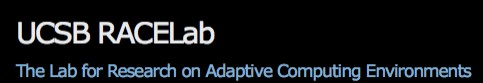 UCSB RACELab
The Lab for Research on Adaptive Computing Environments